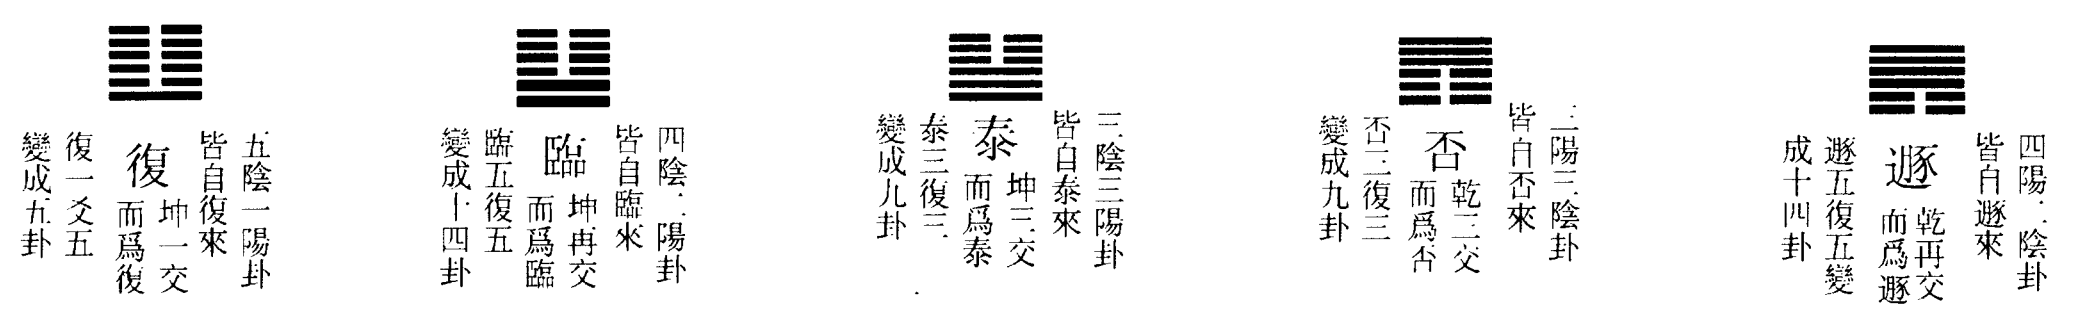 五陰一陽卦
皆自復來
復
坤一交
而爲復
復一爻五
變成五卦
四陰二陽卦
皆自臨來
臨
坤再交
而爲臨
臨五復五
變成十四卦
三陰三陽卦
皆自泰來
泰
坤三交
而爲泰
泰三復三
變成九卦
三陽三陰卦
皆自否來
否
乾三交
而爲否
否三復三
變成九卦
四陽二陰卦
皆自遯來
遯
乾再交
而爲遯
遯五復五變
成十四卦